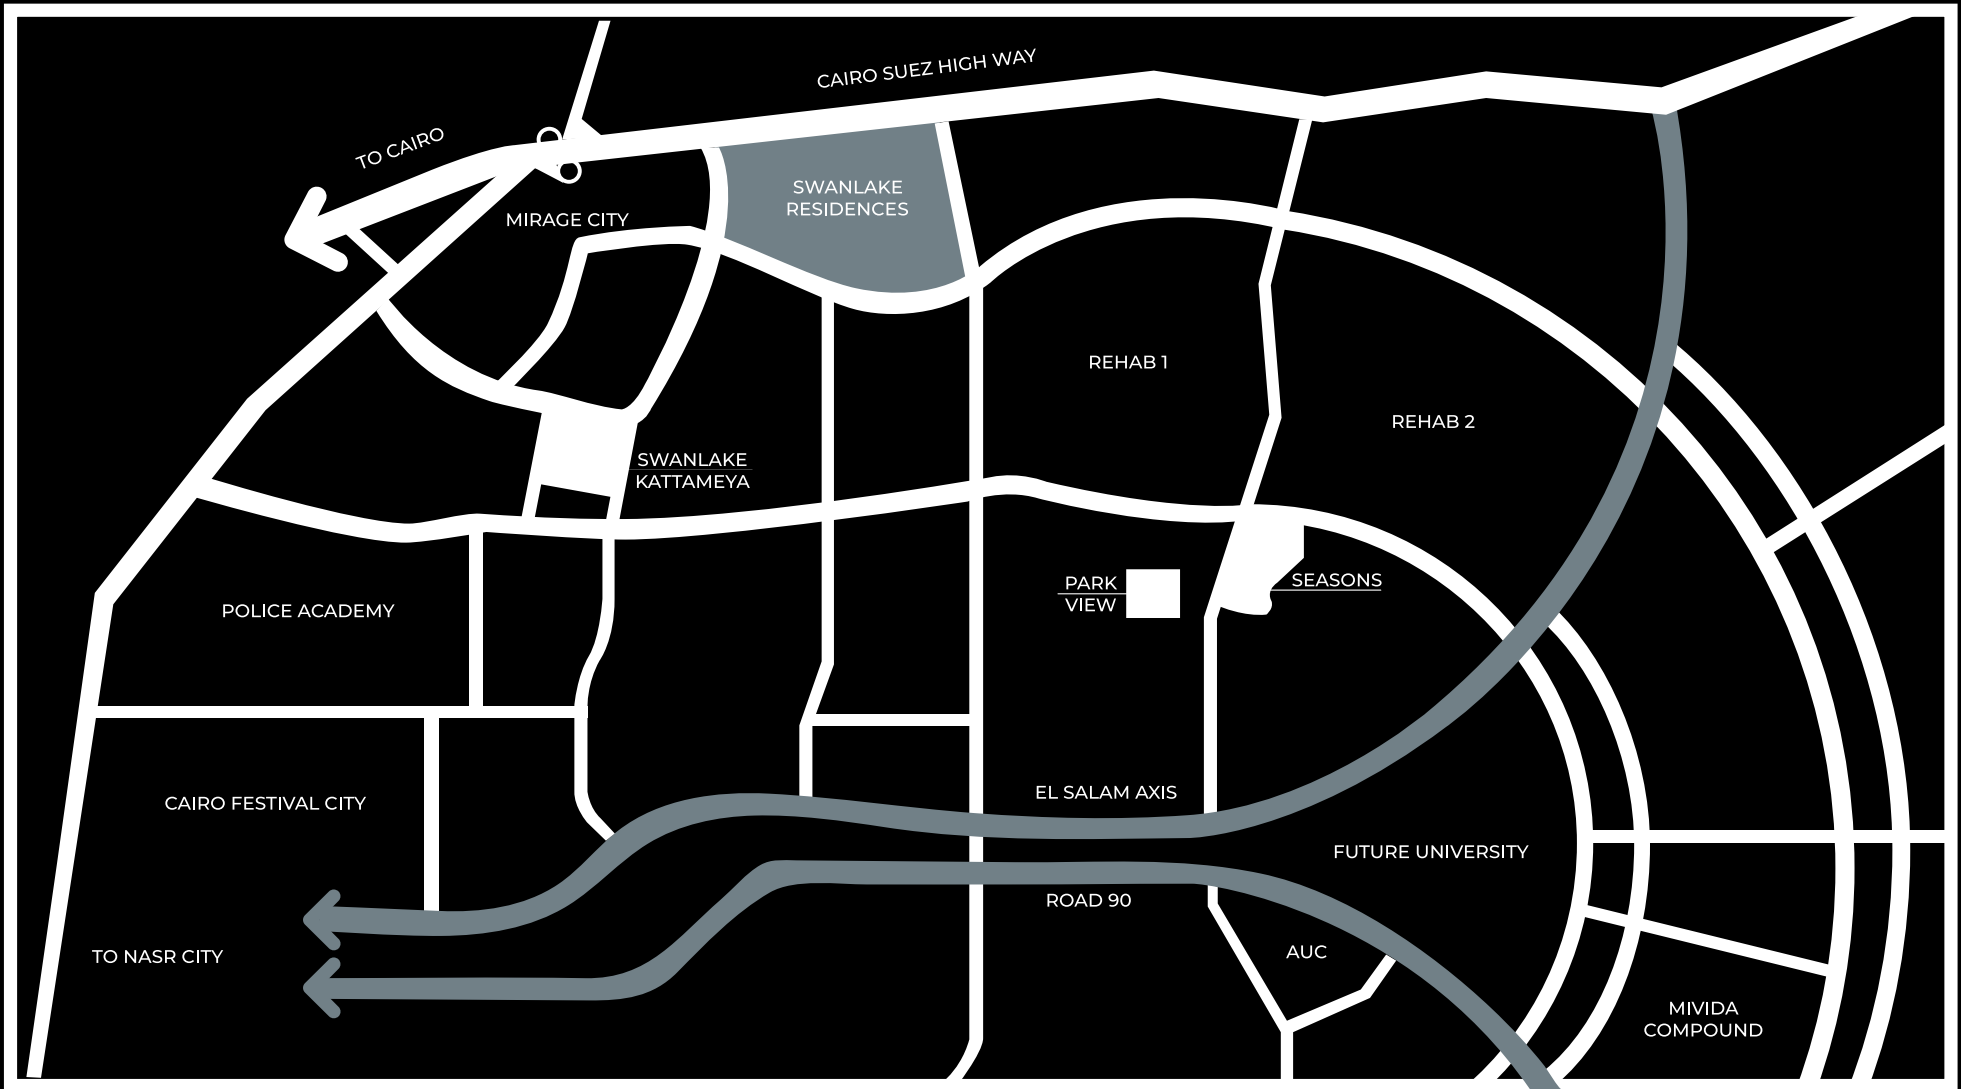 CAIRO SUEZ HIGH WAY
TO CAIRO
SWANLAKE
RESIDENCES
MIRAGE CITY
REHAB 1
REHAB 2
SWANLAKE
KATTAMEYA
PARK
VIEW
SEASONS
POLICE ACADEMY
EL SALAM AXIS
CAIRO FESTIVAL CITY
FUTURE UNIVERSITY
ROAD 90
AUC
TO NASR CITY
MIVIDA
COMPOUND